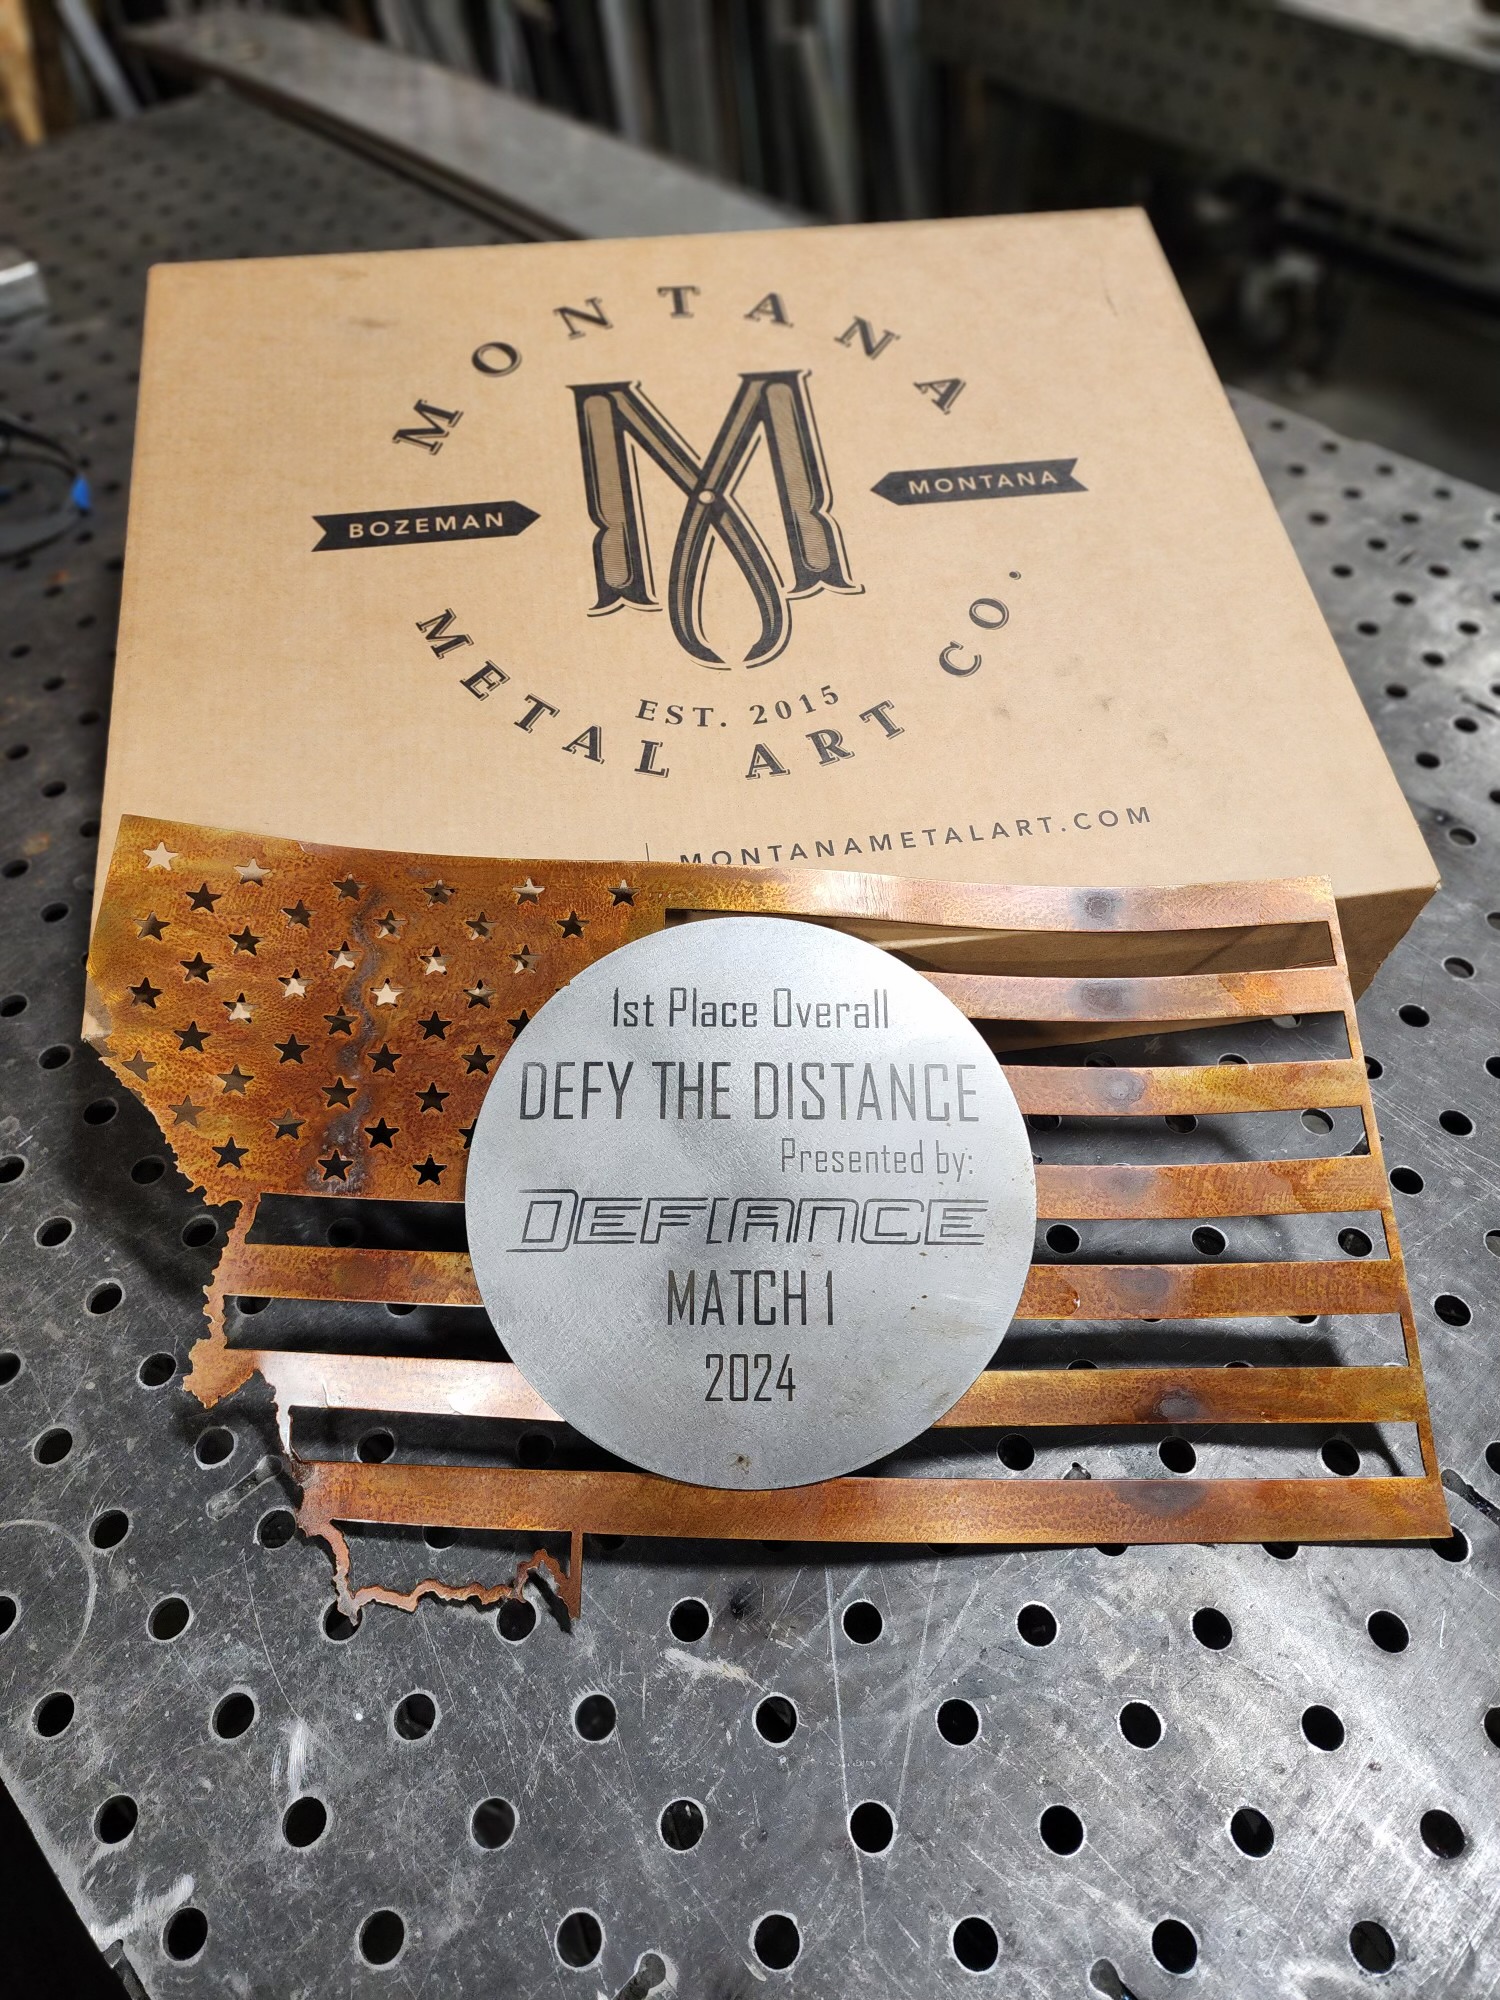 MONTANA
BOZEMAN
MONTANA
EST. 2015
METAL ART CO.
MONTANAMETALART.COM
1st Place Overall
DEFY THE DISTANCE
Presented by:
DEFIANCE
MATCH 1
2024